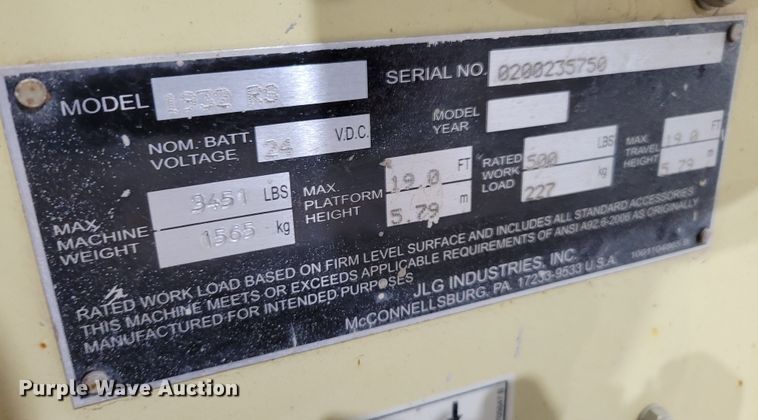 MODEL 1932 RS
SERIAL NO. 0200235750
NOM. BATT. VOLTAGE 24 V.D.C.
MODEL YEAR
MAX. MACHINE WEIGHT 3451 LBS 1565 kg
MAX. PLATFORM HEIGHT 19.0 FT 5.79 m
RATED WORK LOAD 500 LBS 227 kg
MAX. TRAVEL HEIGHT 19.0 FT 5.79 m
RATED WORK LOAD BASED ON FIRM LEVEL SURFACE AND INCLUDES ALL STANDARD ACCESSORIES
THIS MACHINE MEETS OR EXCEEDS APPLICABLE REQUIREMENTS OF ANSI A92.6-2006 AS ORIGINALLY
MANUFACTURED FOR INTENDED PURPOSES
JLG INDUSTRIES, INC.
McCONNELLSBURG, PA. 17233-9533 U.S.A.
Purple Wave Auction